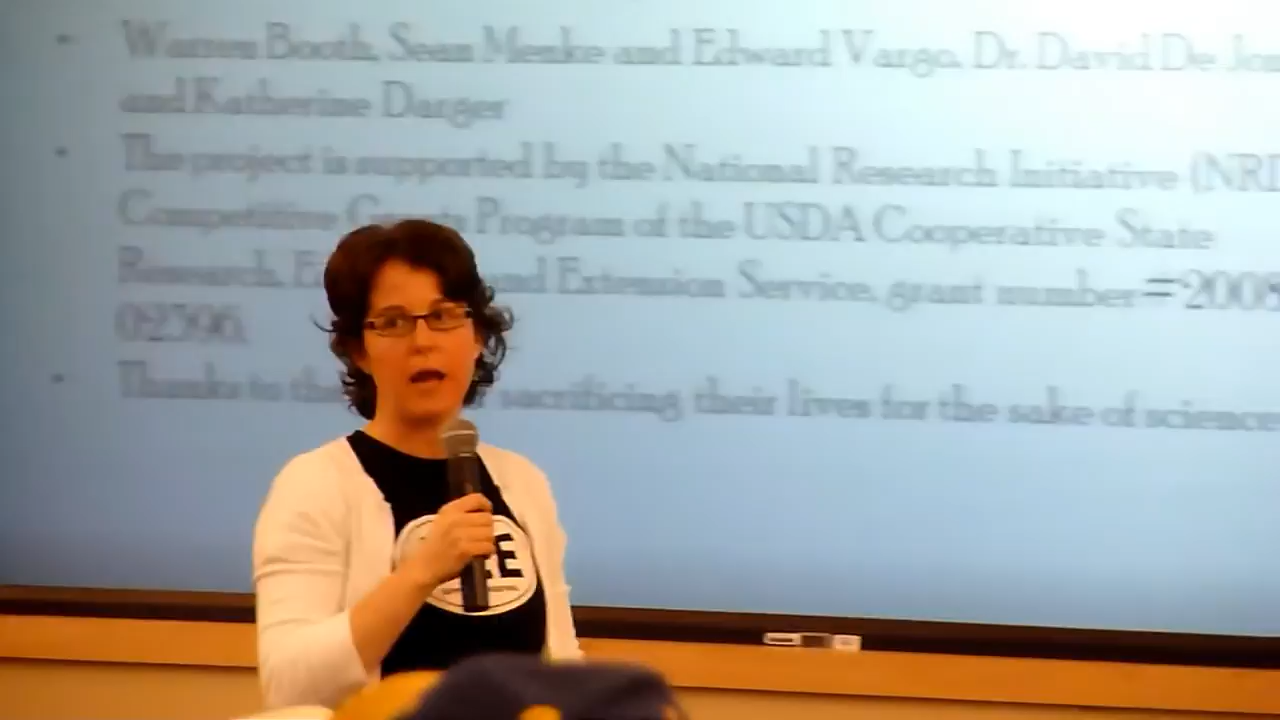 Warren Booth, Sean Menke and Edward Vargo, Dr. David De
and Katherine Darger
The project is supported by the National Research Initiative (NRI
Competitive Grants Program of the USDA Cooperative State
Research, and Extension Service, grant number 2008
Thanks to the sacrificing their lives for the sake of science
E